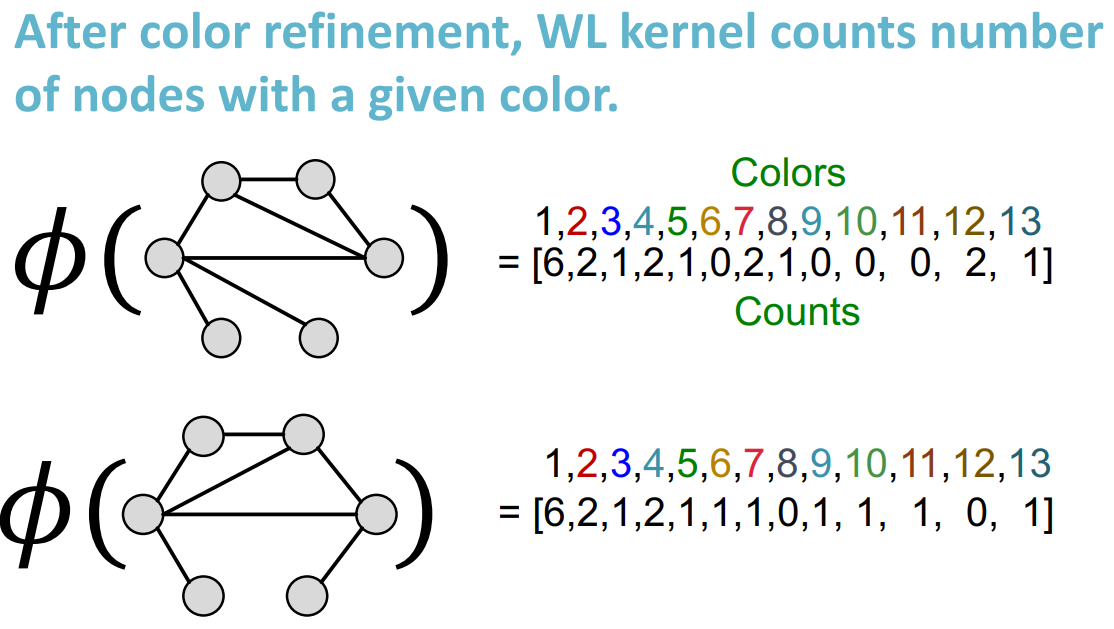 After color refinement, WL kernel counts number
of nodes with a given color.
Colors
1,2,3,4,5,6,7,8,9,10,11,12,13
ϕ( ) = [6,2,1,2,1,0,2,1,0, 0, 0, 2, 1]
Counts
1,2,3,4,5,6,7,8,9,10,11,12,13
ϕ( ) = [6,2,1,2,1,1,1,0,1, 1, 1, 0, 1]